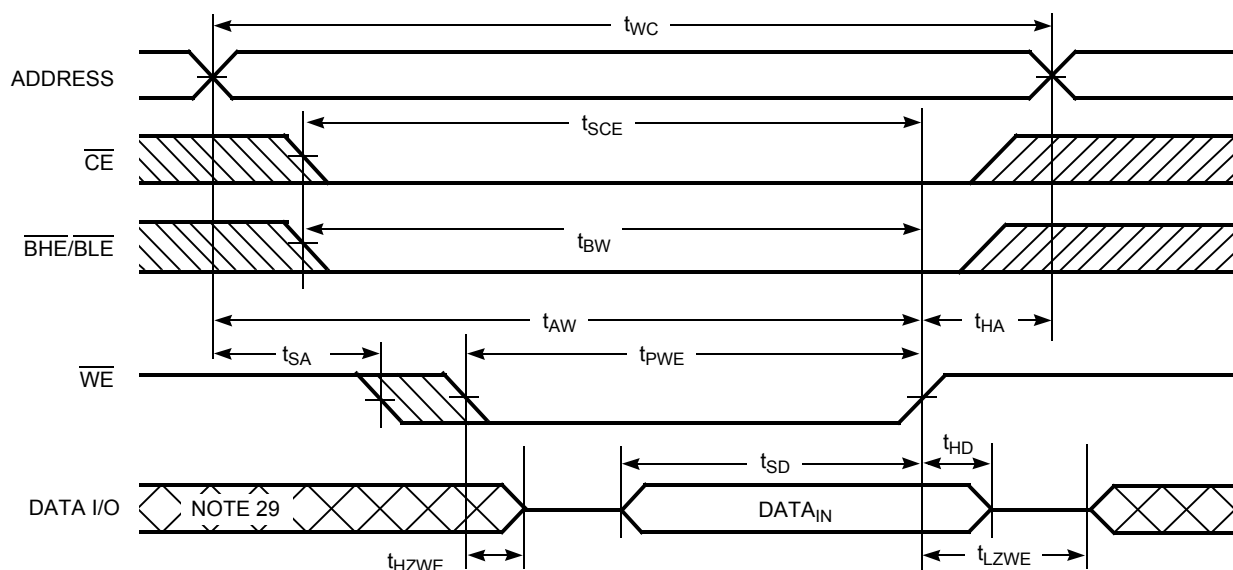 tWC
ADDRESS
tSCE
CE
tBW
BHE/BLE
tAW
tHA
tSA
tPWE
WE
tHD
tSD
DATA I/O
NOTE 29
DATAIN
tHZWE
tLZWE